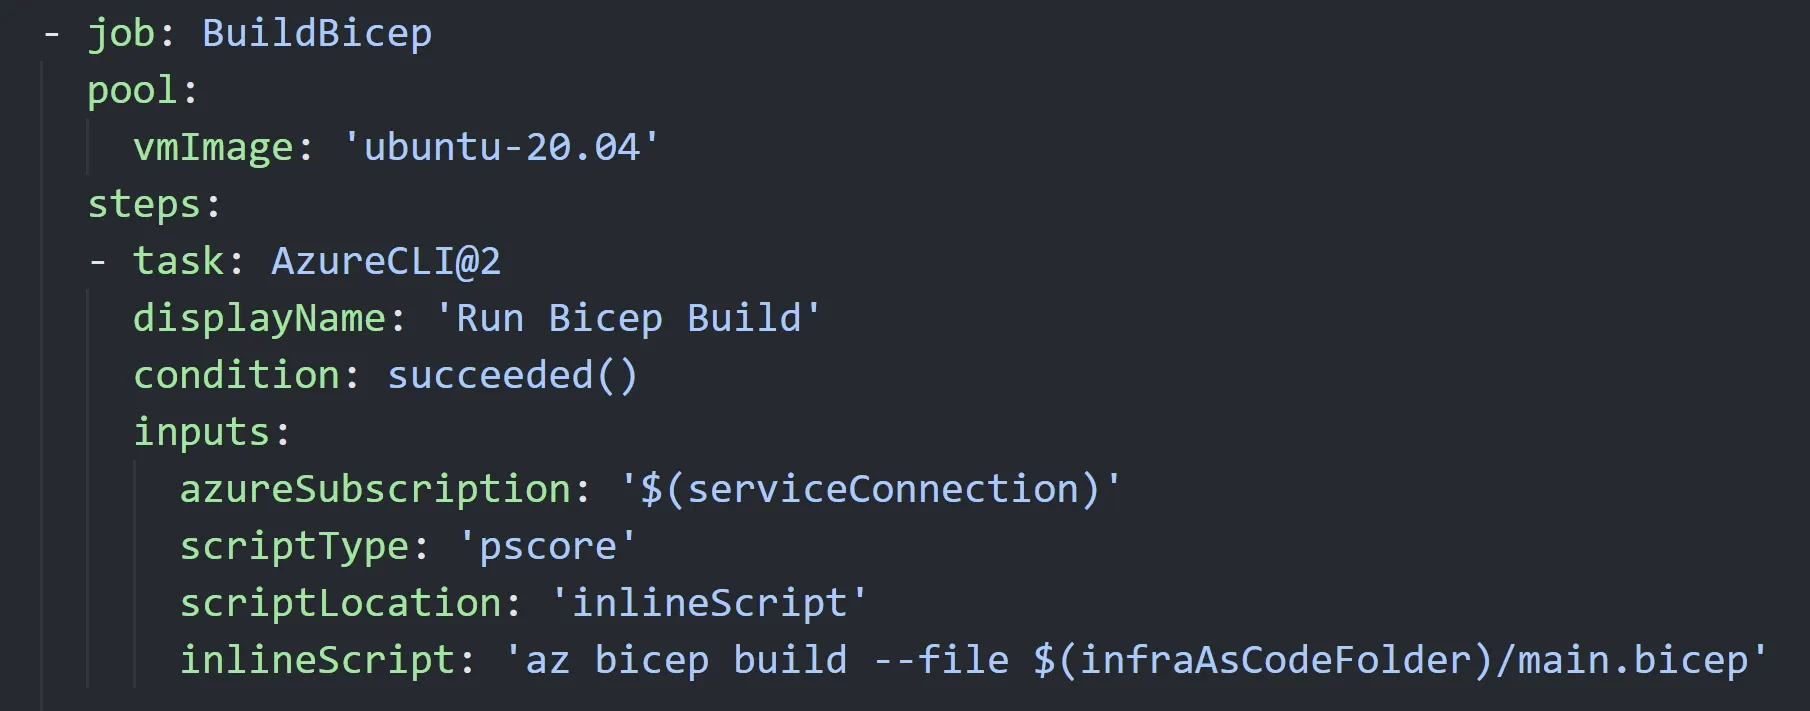 - job: BuildBicep
pool:
vmImage: 'ubuntu-20.04'
steps:
- task: AzureCLI@2
displayName: 'Run Bicep Build'
condition: succeeded()
inputs:
azureSubscription: '$(serviceConnection)'
scriptType: 'pscore'
scriptLocation: 'inlineScript'
inlineScript: 'az bicep build --file $(infraAsCodeFolder)/main.bicep'